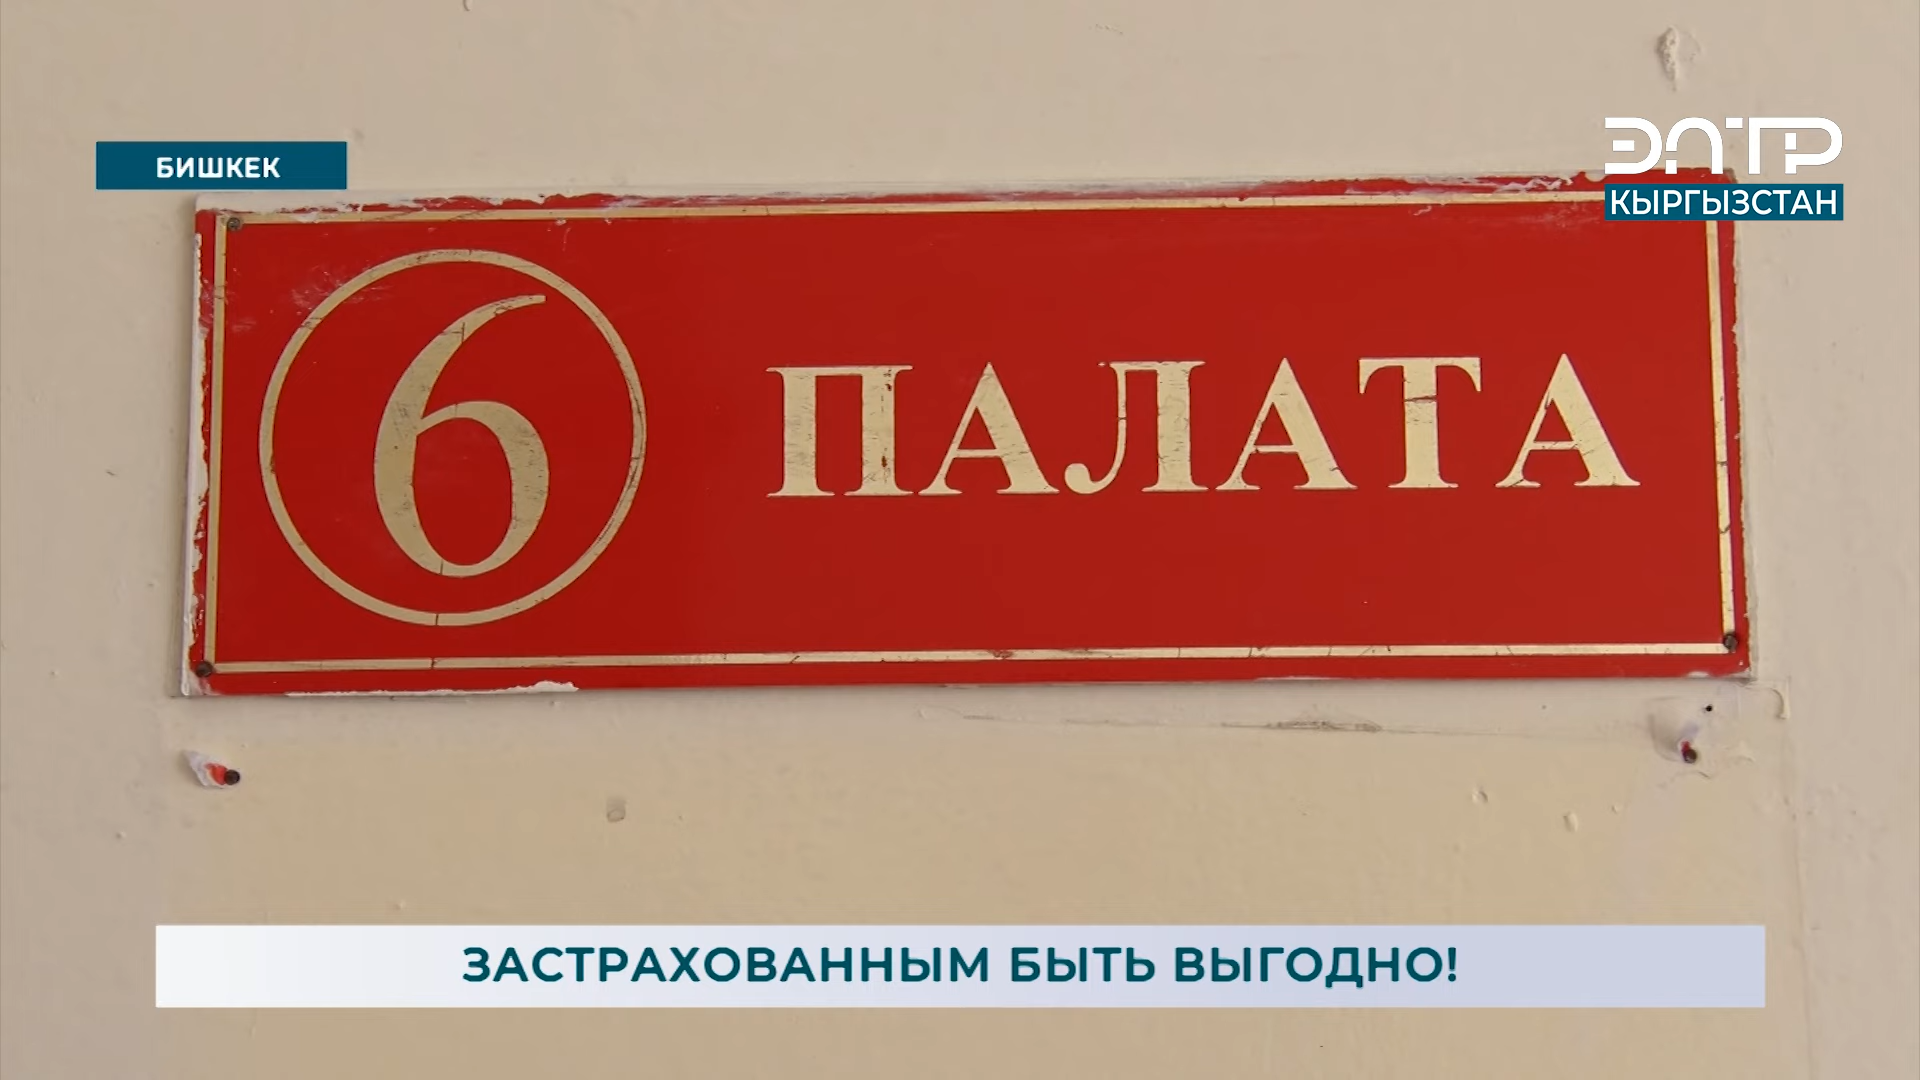 БИШКЕК
ЭЛТР
КЫРГЫЗСТАН
6 ПАЛАТА
ЗАСТРАХОВАННЫМ БЫТЬ ВЫГОДНО!